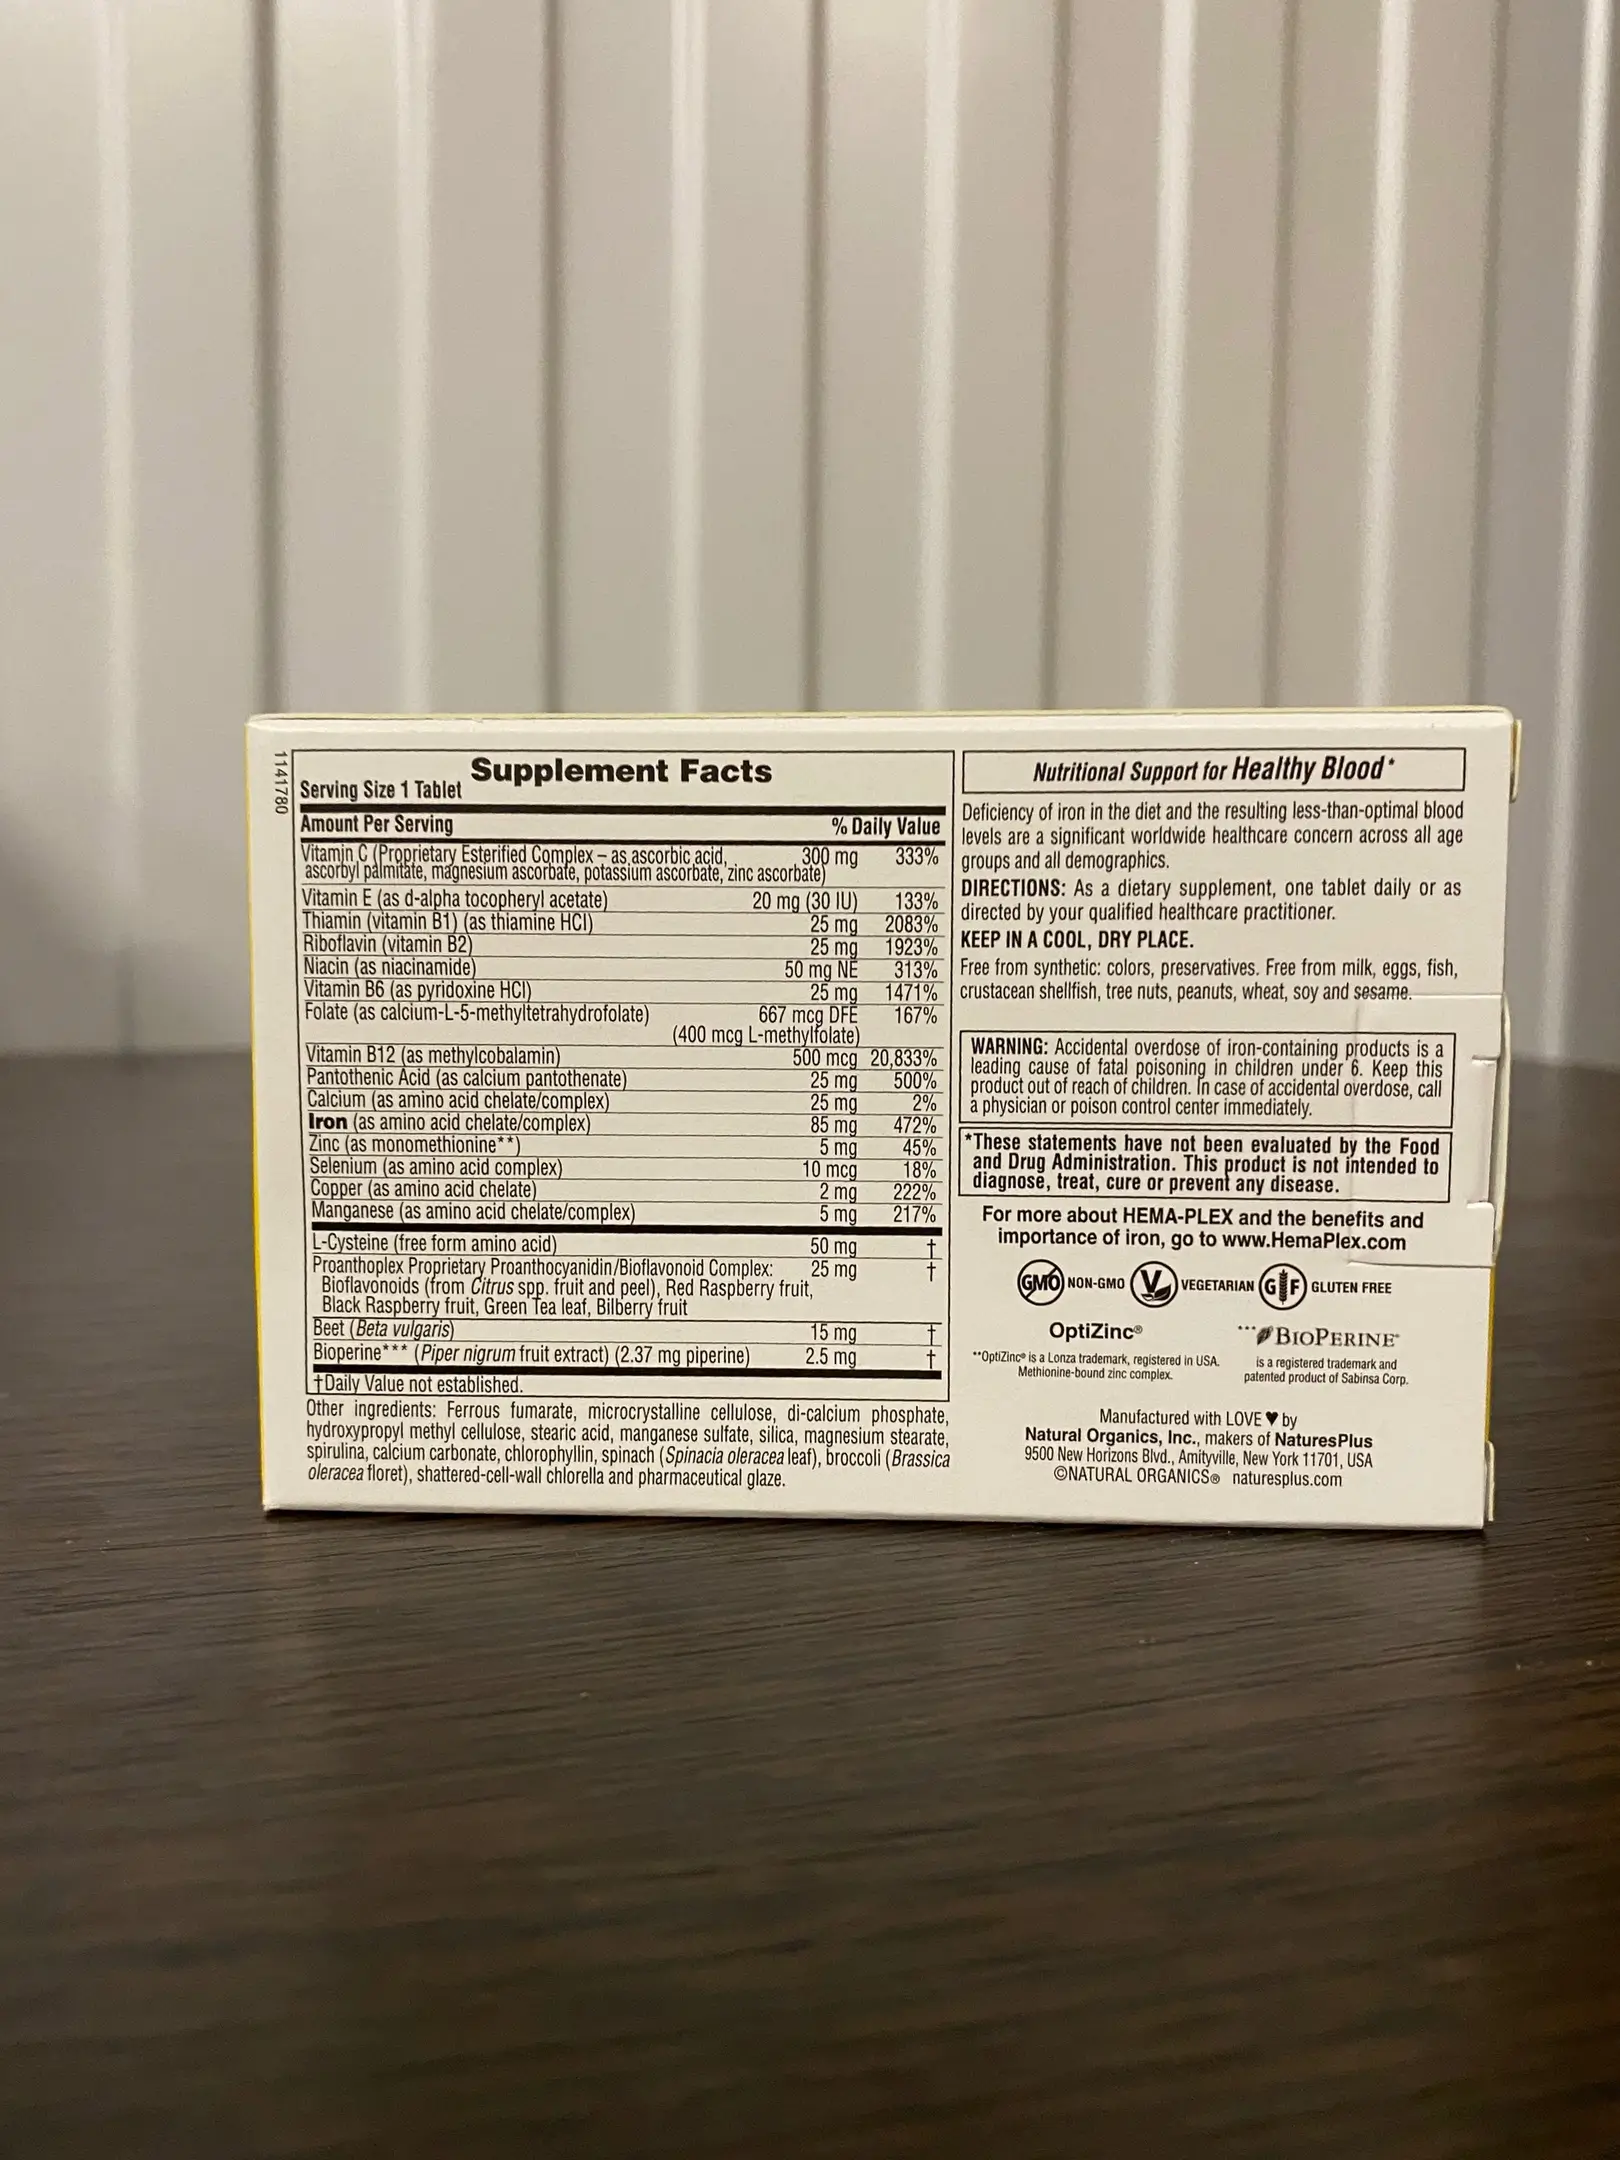 1141780
Supplement Facts
Serving Size 1 Tablet
Amount Per Serving % Daily Value
Vitamin C (Proprietary Esterified Complex – as ascorbic acid, 300 mg 333%
ascorbyl palmitate, magnesium ascorbate, potassium ascorbate, zinc ascorbate)
Vitamin E (as d-alpha tocopheryl acetate) 20 mg (30 IU) 133%
Thiamin (vitamin B1) (as thiamine HCl) 25 mg 2083%
Riboflavin (vitamin B2) 25 mg 1923%
Niacin (as niacinamide) 50 mg NE 313%
Vitamin B6 (as pyridoxine HCl) 25 mg 1471%
Folate (as calcium-L-5-methyltetrahydrofolate) 667 mcg DFE 167%
(400 mcg L-methylfolate)
Vitamin B12 (as methylcobalamin) 500 mcg 20,833%
Pantothenic Acid (as calcium pantothenate) 25 mg 500%
Calcium (as amino acid chelate/complex) 25 mg 2%
Iron (as amino acid chelate/complex) 85 mg 472%
Zinc (as monomethionine**) 5 mg 45%
Selenium (as amino acid complex) 10 mcg 18%
Copper (as amino acid chelate) 2 mg 222%
Manganese (as amino acid chelate/complex) 5 mg 217%
L-Cysteine (free form amino acid) 50 mg †
Proanthoplex Proprietary Proanthocyanidin/Bioflavonoid Complex: 25 mg †
Bioflavonoids (from Citrus spp. fruit and peel), Red Raspberry fruit,
Black Raspberry fruit, Green Tea leaf, Bilberry fruit
Beet (Beta vulgaris) 15 mg †
Bioperine*** (Piper nigrum fruit extract) (2.37 mg piperine) 2.5 mg †
†Daily Value not established.
Other ingredients: Ferrous fumarate, microcrystalline cellulose, di-calcium phosphate,
hydroxypropyl methyl cellulose, stearic acid, manganese sulfate, silica, magnesium stearate,
spirulina, calcium carbonate, chlorophyllin, spinach (Spinacia oleracea leaf), broccoli (Brassica
oleracea floret), shattered-cell-wall chlorella and pharmaceutical glaze.
Nutritional Support for Healthy Blood*
Deficiency of iron in the diet and the resulting less-than-optimal blood
levels are a significant worldwide healthcare concern across all age
groups and all demographics.
DIRECTIONS: As a dietary supplement, one tablet daily or as
directed by your qualified healthcare practitioner.
KEEP IN A COOL, DRY PLACE.
Free from synthetic: colors, preservatives. Free from milk, eggs, fish,
crustacean shellfish, tree nuts, peanuts, wheat, soy and sesame.
WARNING: Accidental overdose of iron-containing products is a
leading cause of fatal poisoning in children under 6. Keep this
product out of reach of children. In case of accidental overdose, call
a physician or poison control center immediately.
*These statements have not been evaluated by the Food
and Drug Administration. This product is not intended to
diagnose, treat, cure or prevent any disease.
For more about HEMA-PLEX and the benefits and
importance of iron, go to www.HemaPlex.com
GMO NON-GMO V VEGETARIAN GF GLUTEN FREE
OptiZinc® ***BIOPERINE®
**OptiZinc® is a Lonza trademark, registered in USA.
Methionine-bound zinc complex.
is a registered trademark and
patented product of Sabinsa Corp.
Manufactured with LOVE ♥ by
Natural Organics, Inc., makers of NaturesPlus
9500 New Horizons Blvd., Amityville, New York 11701, USA
©NATURAL ORGANICS® naturesplus.com